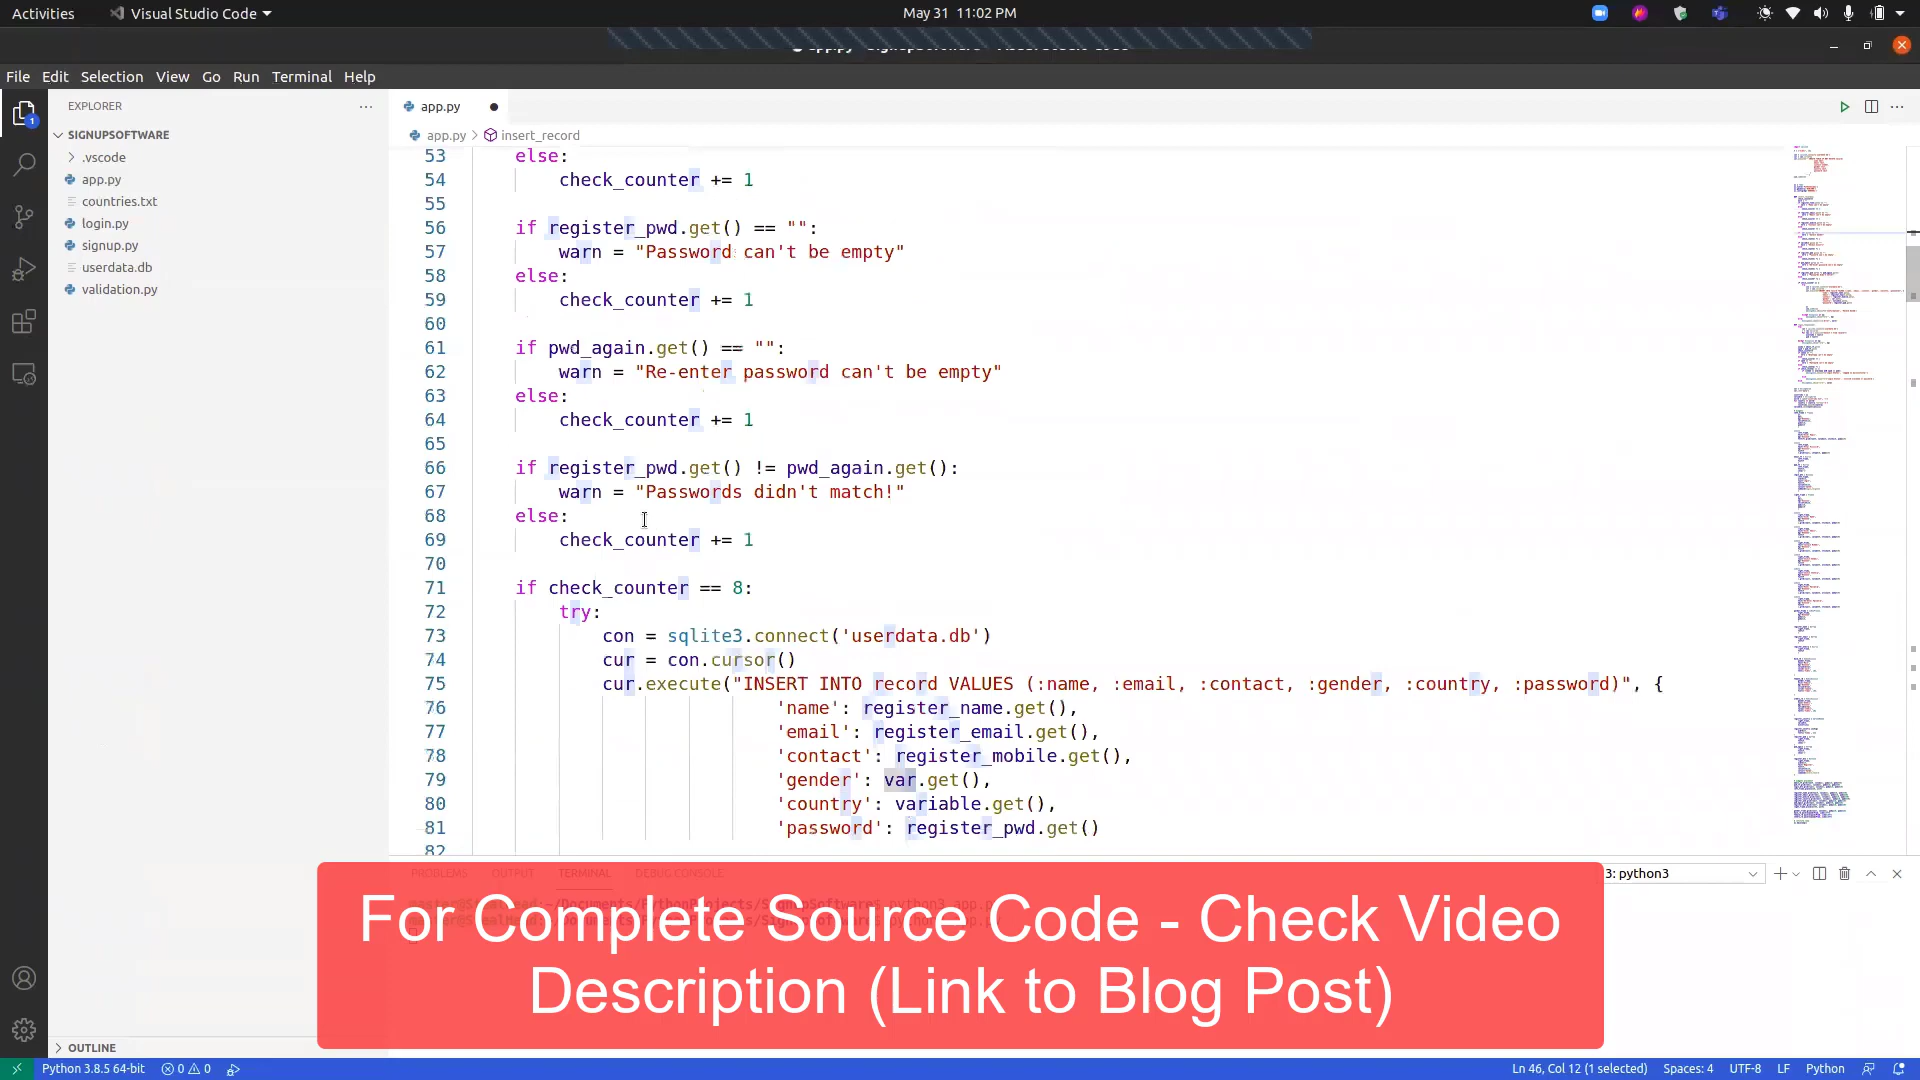 Activities
Visual Studio Code
May 31 11:02 PM
File Edit Selection View Go Run Terminal Help
EXPLORER
SIGNUPSOFTWARE
.vscode
app.py
countries.txt
login.py
signup.py
userdata.db
validation.py
OUTLINE
1
app.py
app.py > insert_record
53 else:
54 check_counter += 1
55
56 if register_pwd.get() == "":
57 warn = "Password can't be empty"
58 else:
59 check_counter += 1
60
61 if pwd_again.get() == "":
62 warn = "Re-enter password can't be empty"
63 else:
64 check_counter += 1
65
66 if register_pwd.get() != pwd_again.get():
67 warn = "Passwords didn't match!"
68 else:
69 check_counter += 1
70
71 if check_counter == 8:
72 try:
73 con = sqlite3.connect('userdata.db')
74 cur = con.cursor()
75 cur.execute("INSERT INTO record VALUES (:name, :email, :contact, :gender, :country, :password)", {
76 'name': register_name.get(),
77 'email': register_email.get(),
78 'contact': register_mobile.get(),
79 'gender': var.get(),
80 'country': variable.get(),
81 'password': register_pwd.get()
82
PROBLEMS OUTPUT TERMINAL DEBUG CONSOLE
3: python3
For Complete Source Code - Check Video
Description (Link to Blog Post)
Python 3.8.5 64-bit
0 0
Ln 46, Col 12 (1 selected) Spaces: 4 UTF-8 LF Python